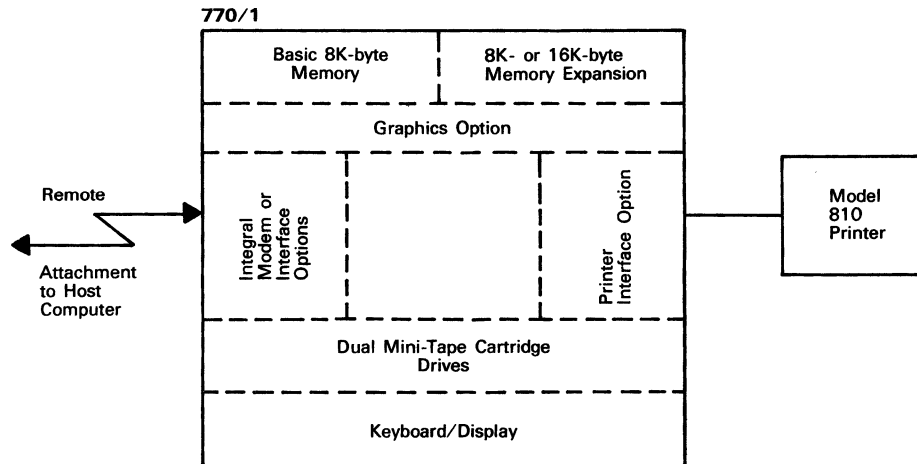 770/1
Basic 8K-byte
Memory
8K- or 16K-byte
Memory Expansion
Graphics Option
Remote
Attachment
to Host
Computer
Integral
Modem or
Interface
Options
Printer
Interface Option
Model
810
Printer
Dual Mini-Tape Cartridge
Drives
Keyboard/Display